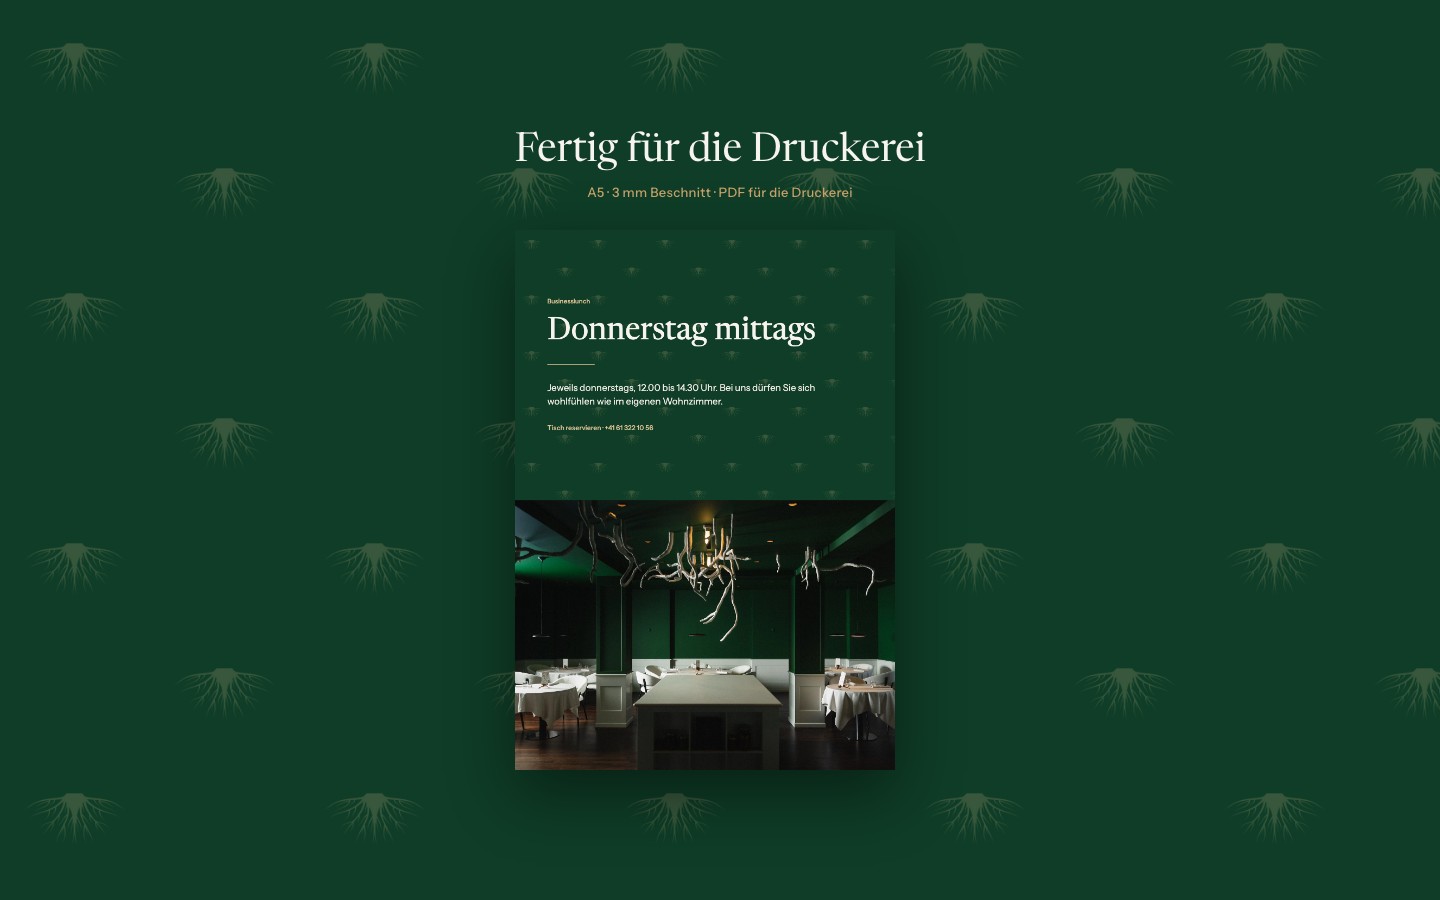 Fertig für die Druckerei
A5 · 3 mm Beschnitt · PDF für die Druckerei
Businesslunch
Donnerstag mittags
Jeweils donnerstags, 12.00 bis 14.30 Uhr. Bei uns dürfen Sie sich
wohlfühlen wie im eigenen Wohnzimmer.
Tisch reservieren · +41 61 322 10 58